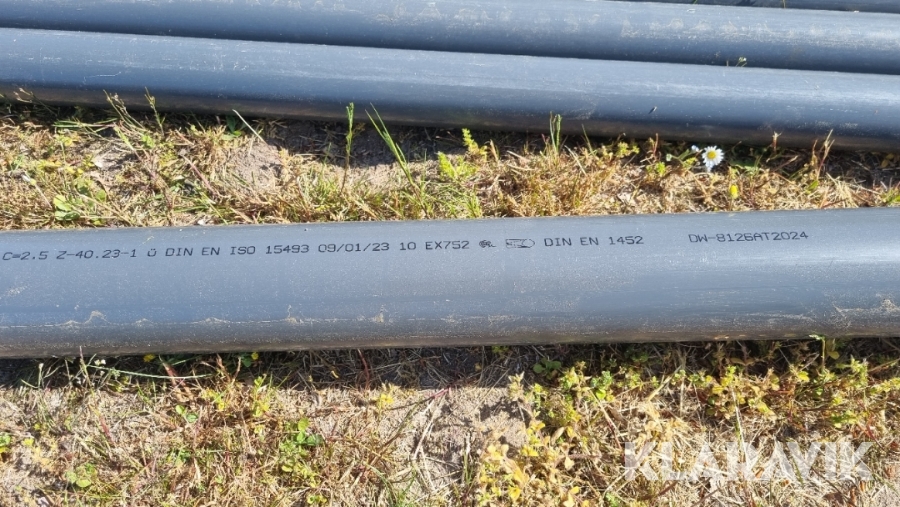 C=2.5 Z-40.23-1 0 DIN EN ISO 15493 09/01/23 10 EX752 DIN EN 1452 DW-8126AT2024
KLARAVIK